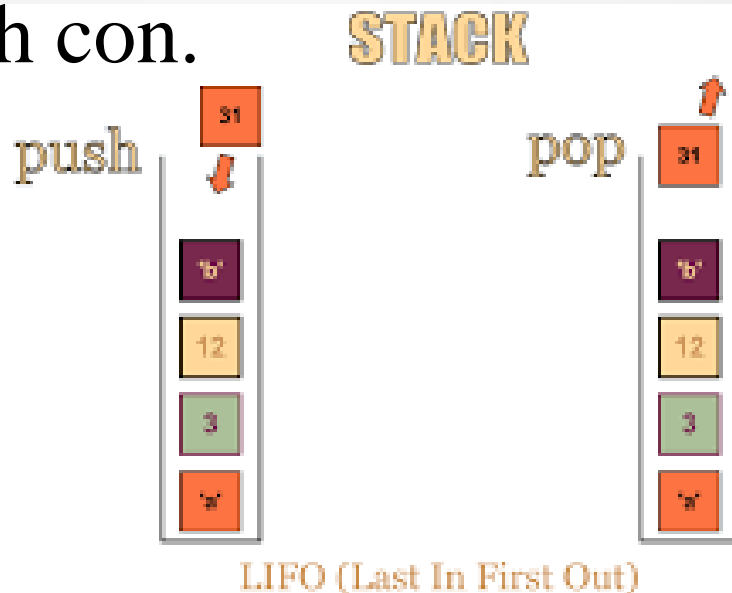 h con.
STACK
31
push
pop
31
'b'
'b'
12
12
3
3
'a'
'a'
LIFO (Last In First Out)